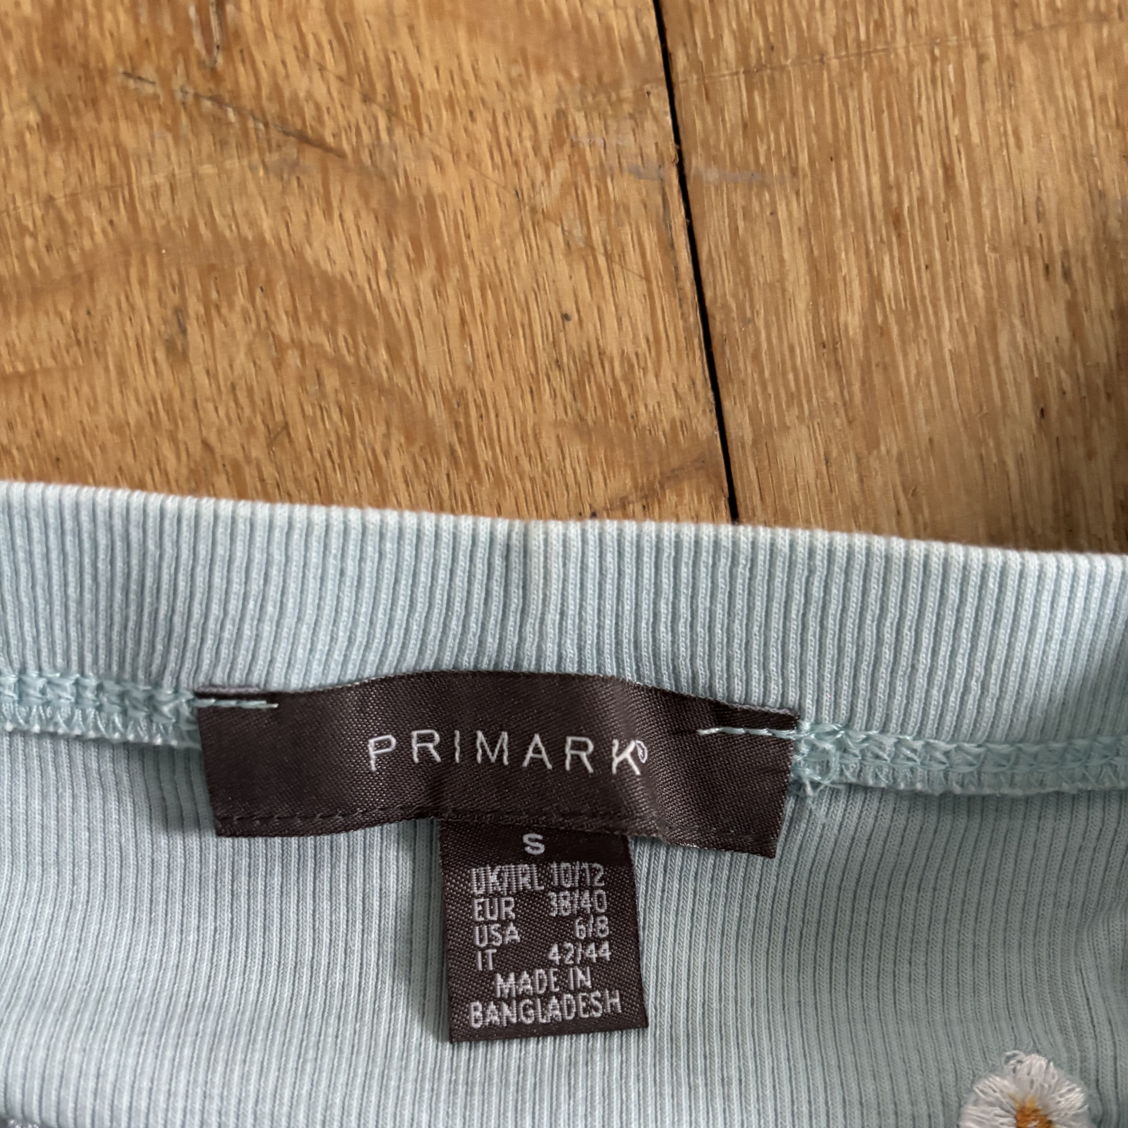 PRIMARK
S
UK/IRL 10/12
EUR 38/40
USA 6/8
IT 42/44
MADE IN
BANGLADESH